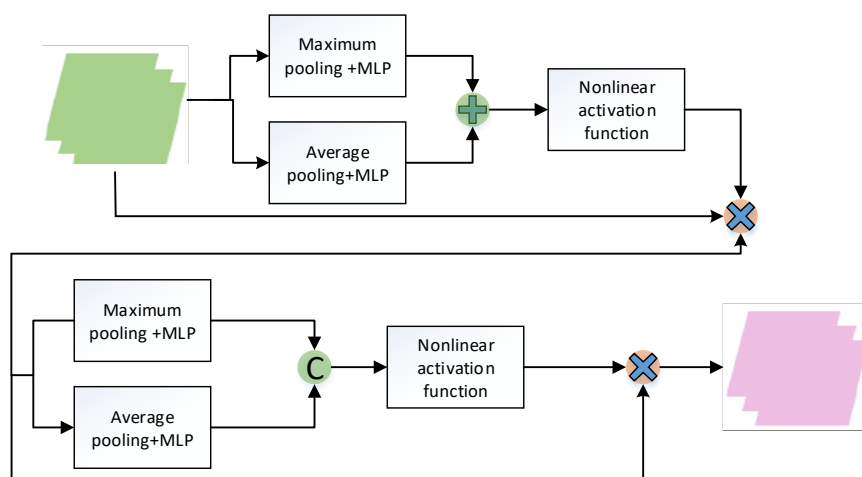 Maximum
pooling +MLP
Average
pooling+MLP
Nonlinear
activation
function
Maximum
pooling +MLP
Average
pooling+MLP
C
Nonlinear
activation
function